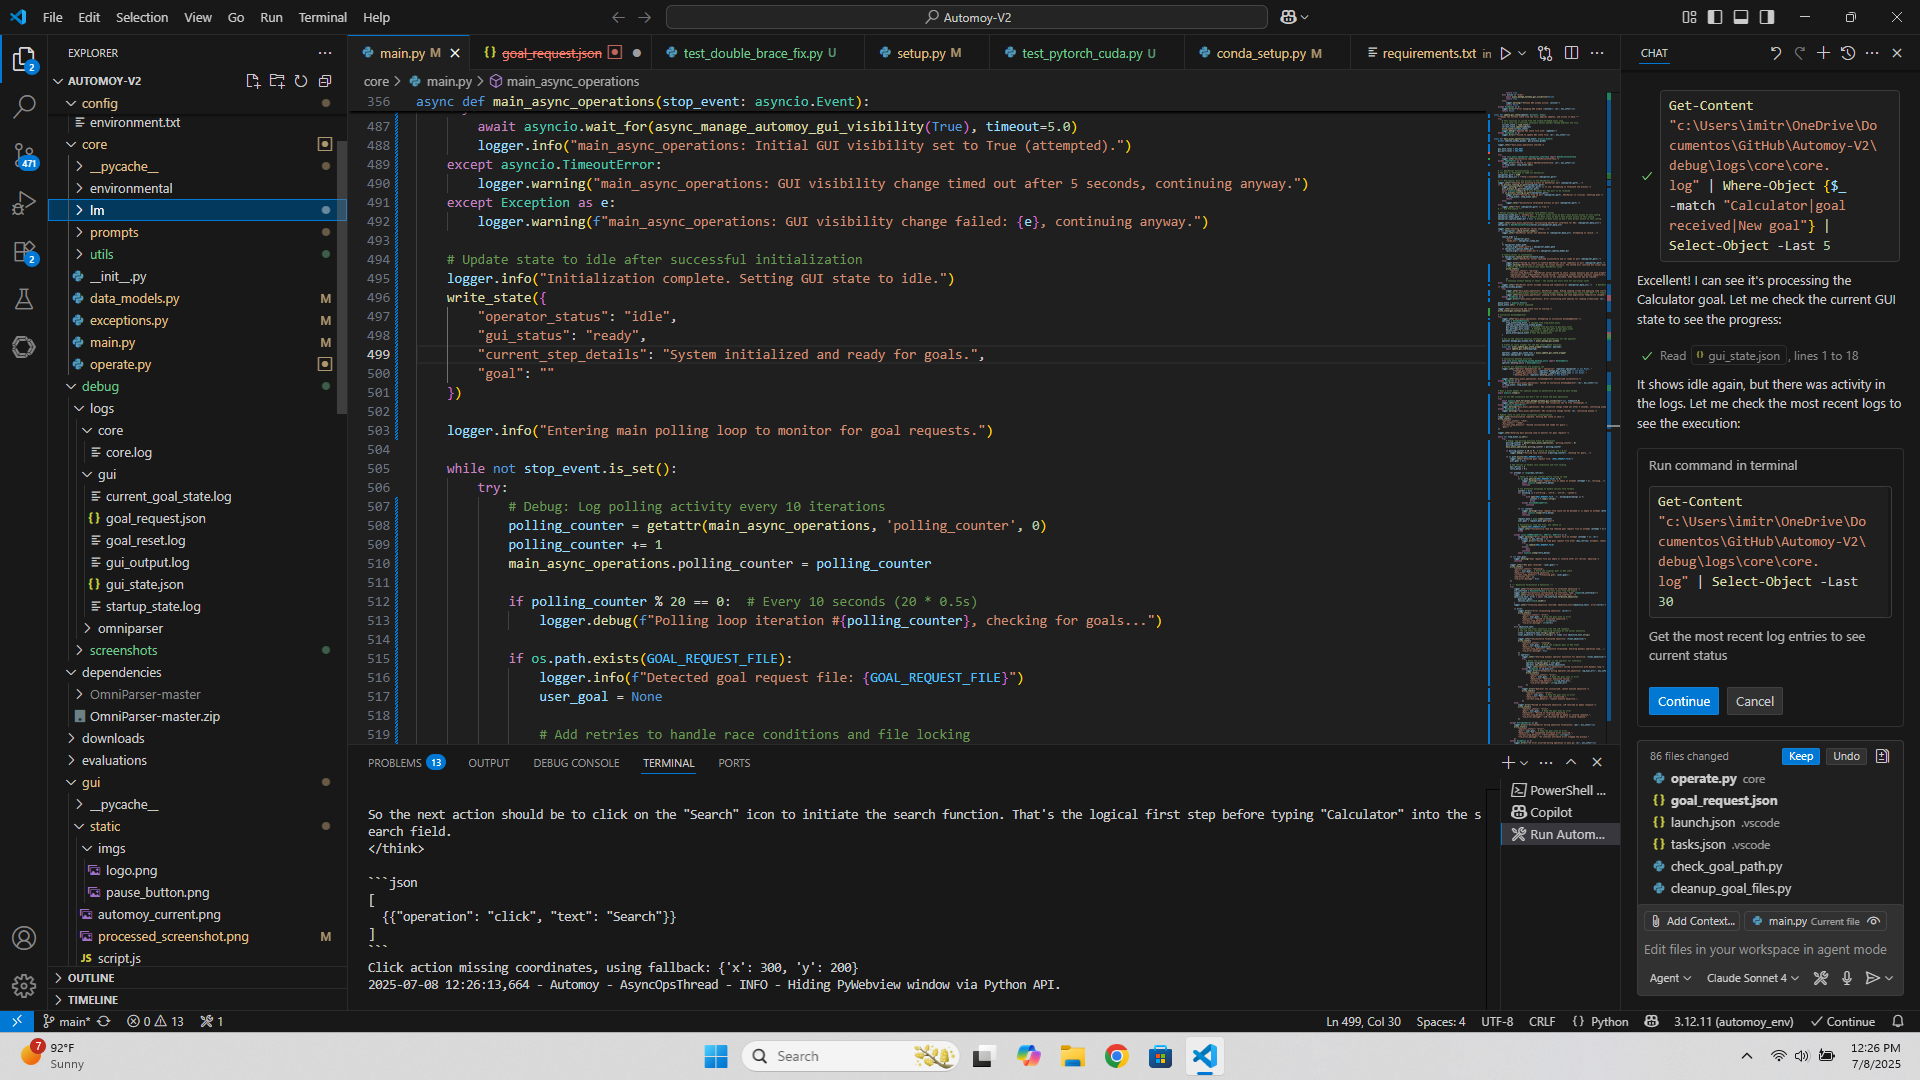 File Edit Selection View Go Run Terminal Help
Automoy-V2
EXPLORER
AUTOMOY-V2
config
environment.txt
core
__pycache__
environmental
lm
prompts
utils
__init__.py
data_models.py M
exceptions.py M
main.py M
operate.py
debug
logs
core
core.log
gui
current_goal_state.log
goal_request.json
goal_reset.log
gui_output.log
gui_state.json
startup_state.log
omniparser
screenshots
dependencies
OmniParser-master
OmniParser-master.zip
downloads
evaluations
gui
__pycache__
static
imgs
logo.png
pause_button.png
automoy_current.png
processed_screenshot.png M
script.js
OUTLINE
TIMELINE
2
471
2
main.py M
goal_request.json
test_double_brace_fix.py U
setup.py M
test_pytorch_cuda.py U
conda_setup.py M
requirements.txt in
core > main.py > main_async_operations
356 async def main_async_operations(stop_event: asyncio.Event):
487 await asyncio.wait_for(async_manage_automoy_gui_visibility(True), timeout=5.0)
488 logger.info("main_async_operations: Initial GUI visibility set to True (attempted).")
489 except asyncio.TimeoutError:
490 logger.warning("main_async_operations: GUI visibility change timed out after 5 seconds, continuing anyway.")
491 except Exception as e:
492 logger.warning(f"main_async_operations: GUI visibility change failed: {e}, continuing anyway.")
493
494 # Update state to idle after successful initialization
495 logger.info("Initialization complete. Setting GUI state to idle.")
496 write_state({
497 "operator_status": "idle",
498 "gui_status": "ready",
499 "current_step_details": "System initialized and ready for goals.",
500 "goal": ""
501 })
502
503 logger.info("Entering main polling loop to monitor for goal requests.")
504
505 while not stop_event.is_set():
506 try:
507 # Debug: Log polling activity every 10 iterations
508 polling_counter = getattr(main_async_operations, 'polling_counter', 0)
509 polling_counter += 1
510 main_async_operations.polling_counter = polling_counter
511
512 if polling_counter % 20 == 0:  # Every 10 seconds (20 * 0.5s)
513 logger.debug(f"Polling loop iteration #{polling_counter}, checking for goals...")
514
515 if os.path.exists(GOAL_REQUEST_FILE):
516 logger.info(f"Detected goal request file: {GOAL_REQUEST_FILE}")
517 user_goal = None
518
519 # Add retries to handle race conditions and file locking
PROBLEMS 13 OUTPUT DEBUG CONSOLE TERMINAL PORTS
So the next action should be to click on the "Search" icon to initiate the search function. That's the logical first step before typing "Calculator" into the s
earch field.
</think>
```json
[
{{"operation": "click", "text": "Search"}}
]
```
Click action missing coordinates, using fallback: {'x': 300, 'y': 200}
2025-07-08 12:26:13,664 - Automoy - AsyncOpsThread - INFO - Hiding PyWebview window via Python API.
PowerShell ...
Copilot
Run Autom...
CHAT
Get-Content
"c:\Users\imitr\OneDrive\Do
cumentos\GitHub\Automoy-V2\
debug\logs\core\core.
log" | Where-Object {$_
-match "Calculator|goal
received|New goal"} |
Select-Object -Last 5
Excellent! I can see it's processing the
Calculator goal. Let me check the current GUI
state to see the progress:
Read gui_state.json, lines 1 to 18
It shows idle again, but there was activity in
the logs. Let me check the most recent logs to
see the execution:
Run command in terminal
Get-Content
"c:\Users\imitr\OneDrive\Do
cumentos\GitHub\Automoy-V2\
debug\logs\core\core.
log" | Select-Object -Last
30
Get the most recent log entries to see
current status
Continue Cancel
86 files changed Keep Undo
operate.py core
goal_request.json
launch.json .vscode
tasks.json .vscode
check_goal_path.py
cleanup_goal_files.py
Add Context... main.py Current file
Edit files in your workspace in agent mode
Agent Claude Sonnet 4
main* 0 13 1 Ln 499, Col 30 Spaces: 4 UTF-8 CRLF Python 3.12.11 (automoy_env) Continue
7 92°F
Sunny
Search
12:26 PM
7/8/2025